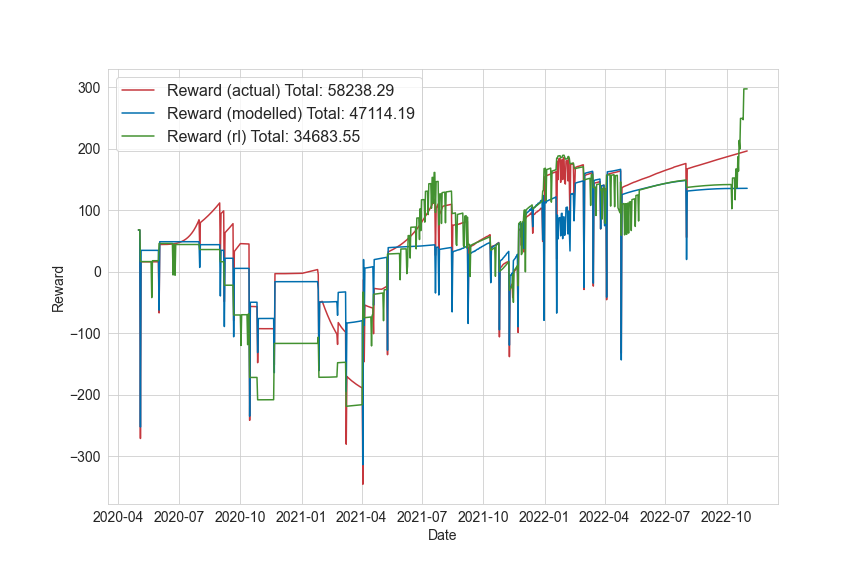 Reward (actual) Total: 58238.29
Reward (modelled) Total: 47114.19
Reward (rl) Total: 34683.55
300
200
100
0
−100
−200
−300
Reward
2020-04 2020-07 2020-10 2021-01 2021-04 2021-07 2021-10 2022-01 2022-04 2022-07 2022-10
Date